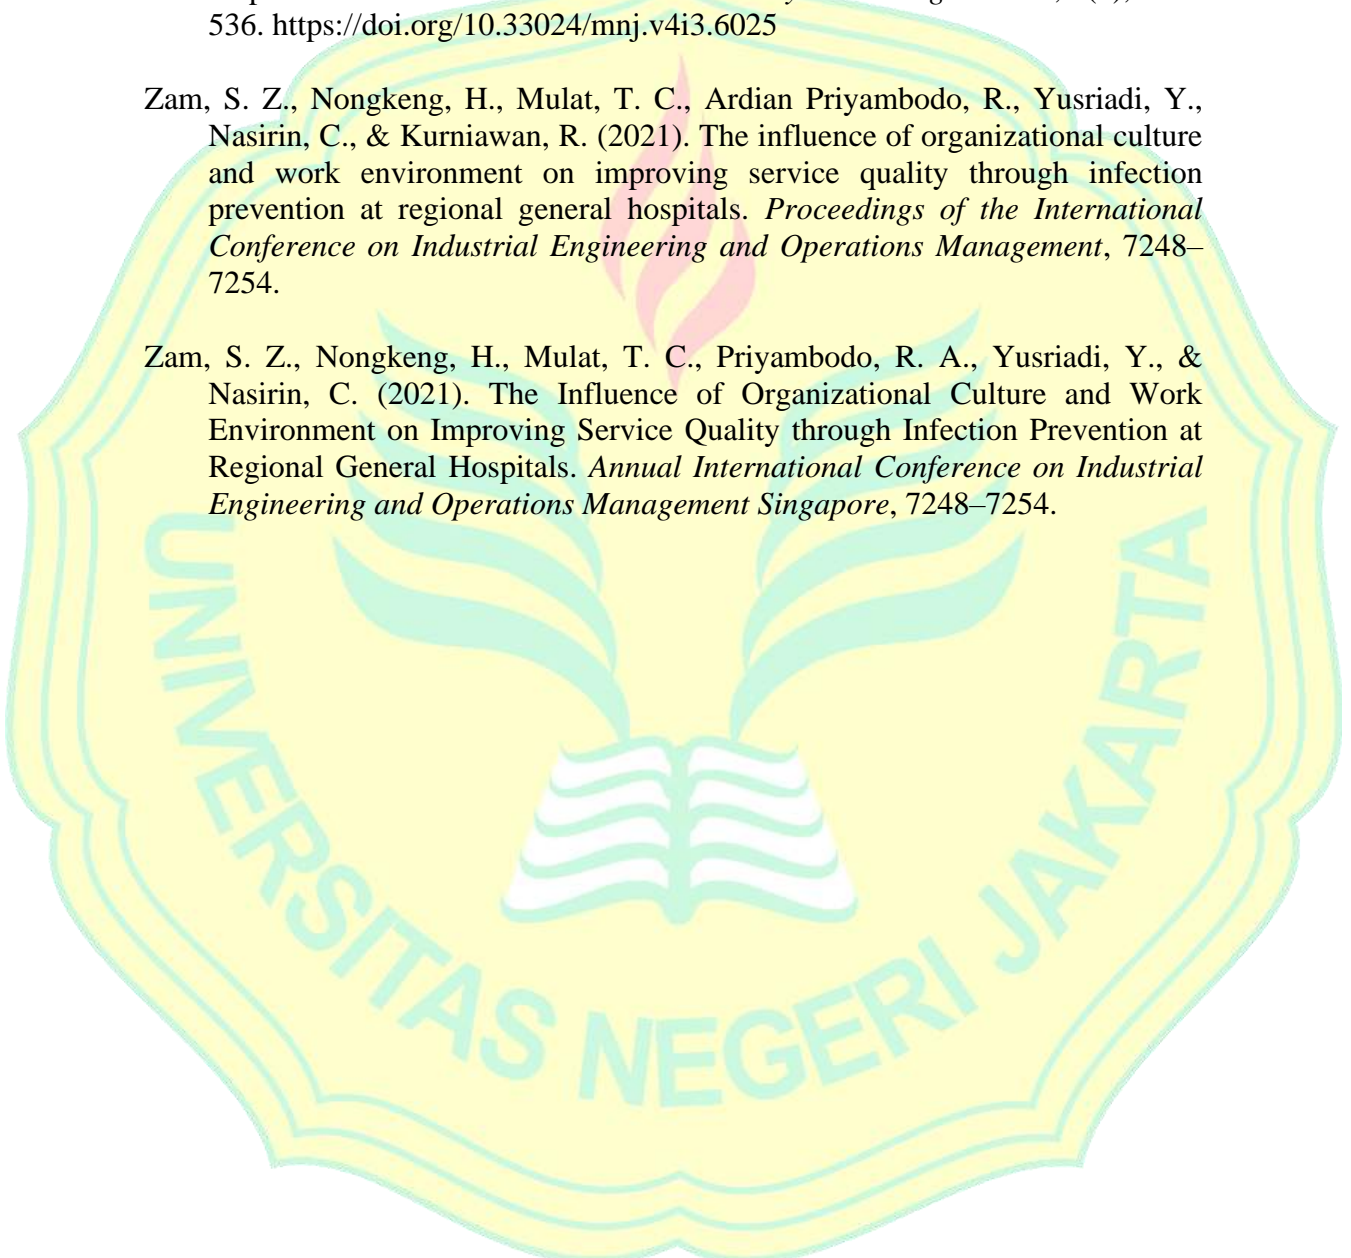 536. https://doi.org/10.33024/mnj.v4i3.6025
Zam, S. Z., Nongkeng, H., Mulat, T. C., Ardian Priyambodo, R., Yusriadi, Y.,
Nasirin, C., & Kurniawan, R. (2021). The influence of organizational culture
and work environment on improving service quality through infection
prevention at regional general hospitals. Proceedings of the International
Conference on Industrial Engineering and Operations Management, 7248–
7254.
Zam, S. Z., Nongkeng, H., Mulat, T. C., Priyambodo, R. A., Yusriadi, Y., &
Nasirin, C. (2021). The Influence of Organizational Culture and Work
Environment on Improving Service Quality through Infection Prevention at
Regional General Hospitals. Annual International Conference on Industrial
Engineering and Operations Management Singapore, 7248–7254.
UNIVERSITAS NEGERI JAKARTA